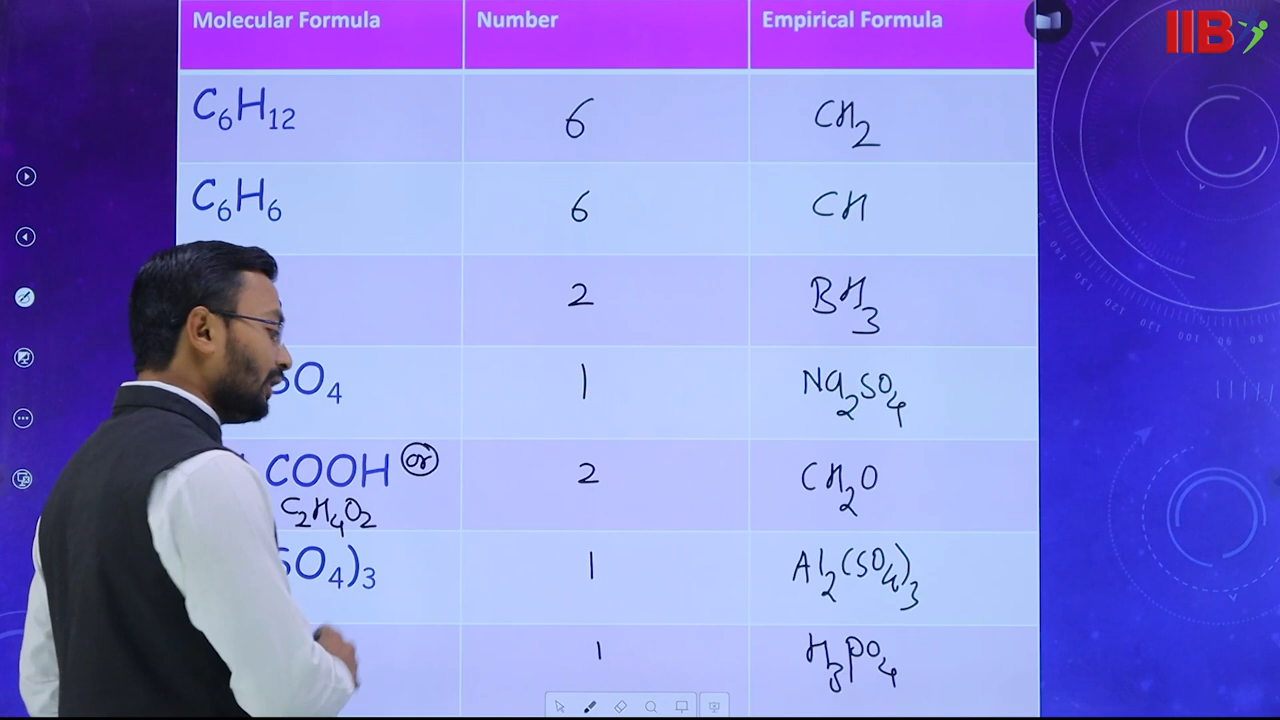 Molecular Formula Number Empirical Formula
IIB
C₆H₁₂ 6 CH₂
C₆H₆ 6 CH
2 BH₃
SO₄ 1 Na₂SO₄
COOH or 2 CH₂O
C₂H₄O₂
SO₄)₃ 1 Al₂(SO₄)₃
1 H₃PO₄